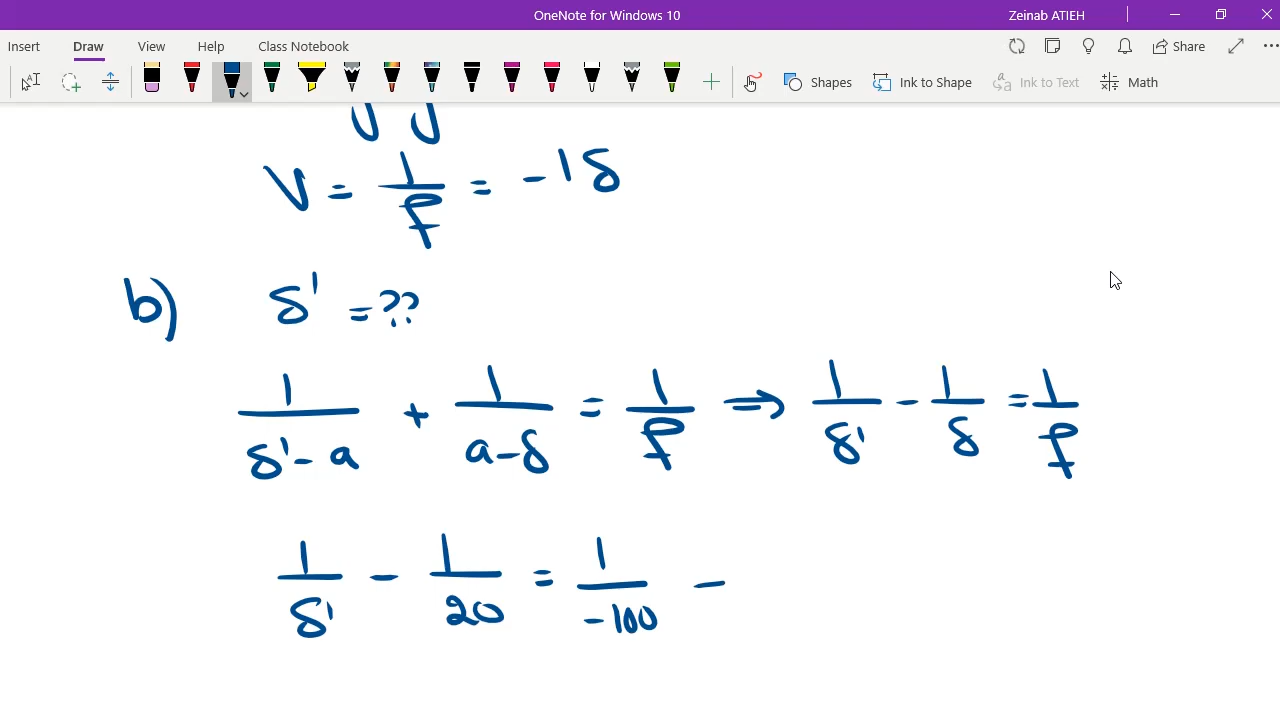 OneNote for Windows 10
Zeinab ATIEH
Insert Draw View Help Class Notebook Share
Shapes Ink to Shape Ink to Text Math
V = 1/f = -1δ
b) δ' = ??
1/(δ' - a) + 1/(a - δ) = 1/f ⇒ 1/δ' - 1/δ = 1/f
1/δ' - 1/20 = 1/-100 -